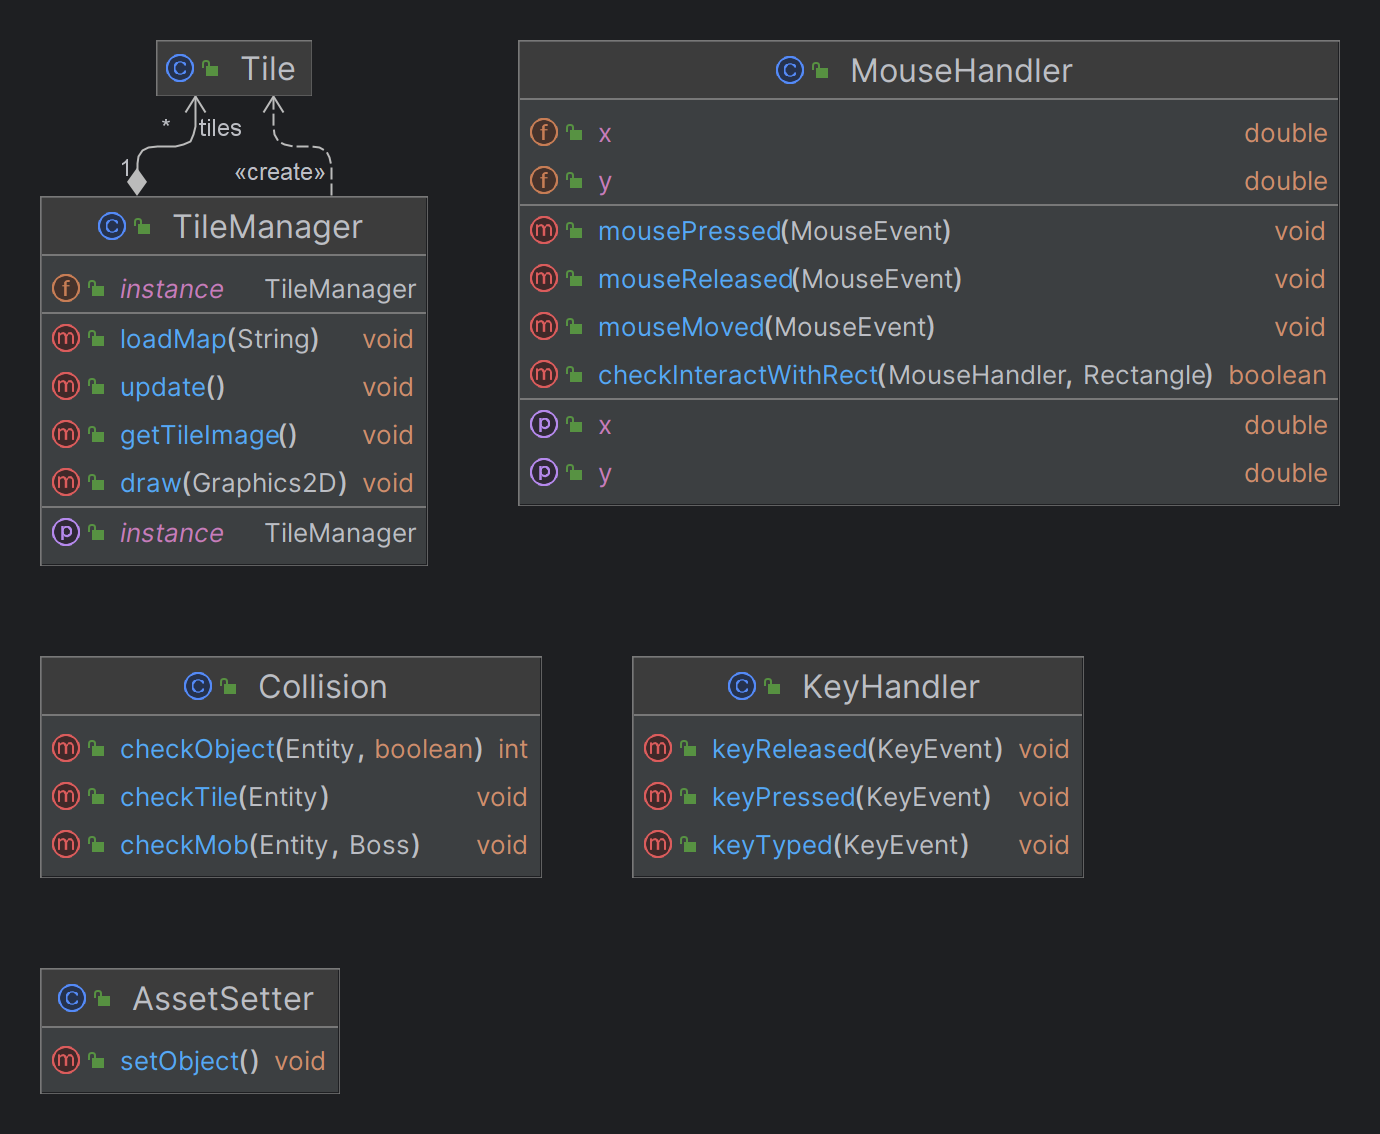 Tile
* tiles
1 «create»
TileManager
instance TileManager
loadMap(String) void
update() void
getTileImage() void
draw(Graphics2D) void
instance TileManager
MouseHandler
x double
y double
mousePressed(MouseEvent) void
mouseReleased(MouseEvent) void
mouseMoved(MouseEvent) void
checkInteractWithRect(MouseHandler, Rectangle) boolean
x double
y double
Collision
checkObject(Entity, boolean) int
checkTile(Entity) void
checkMob(Entity, Boss) void
KeyHandler
keyReleased(KeyEvent) void
keyPressed(KeyEvent) void
keyTyped(KeyEvent) void
AssetSetter
setObject() void